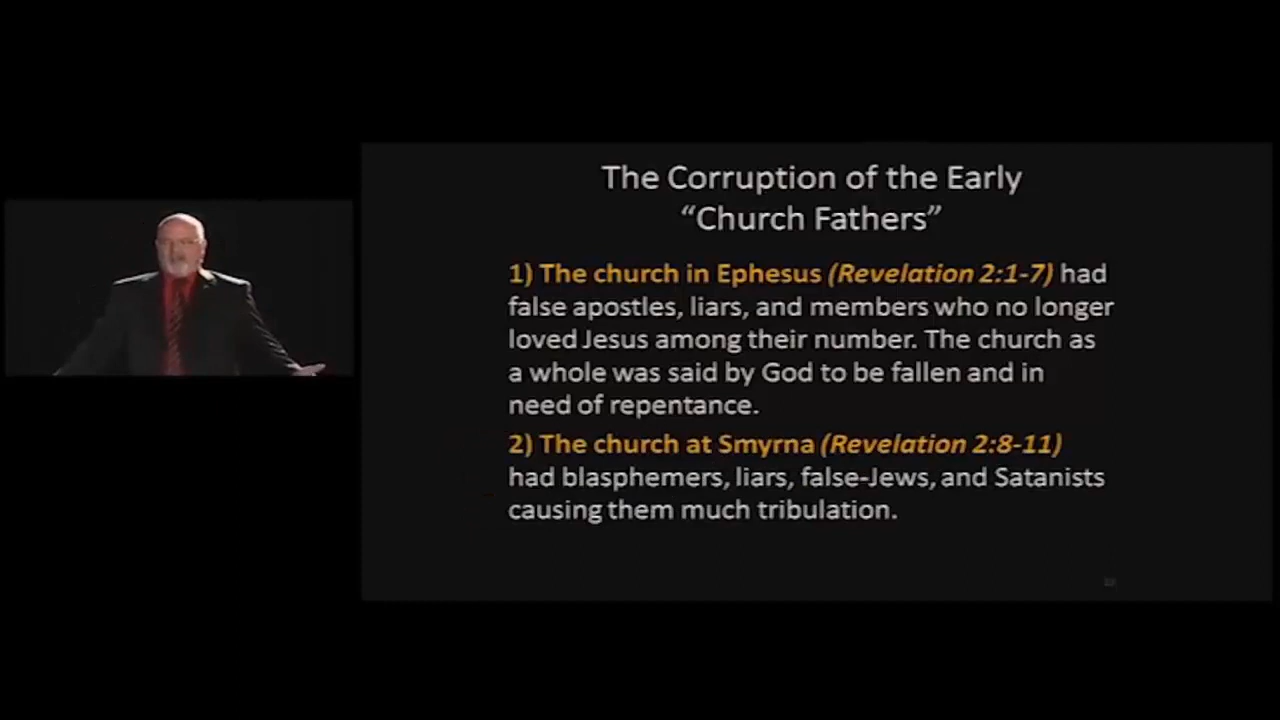 The Corruption of the Early
“Church Fathers”
1) The church in Ephesus (Revelation 2:1-7) had
false apostles, liars, and members who no longer
loved Jesus among their number. The church as
a whole was said by God to be fallen and in
need of repentance.
2) The church at Smyrna (Revelation 2:8-11)
had blasphemers, liars, false-Jews, and Satanists
causing them much tribulation.